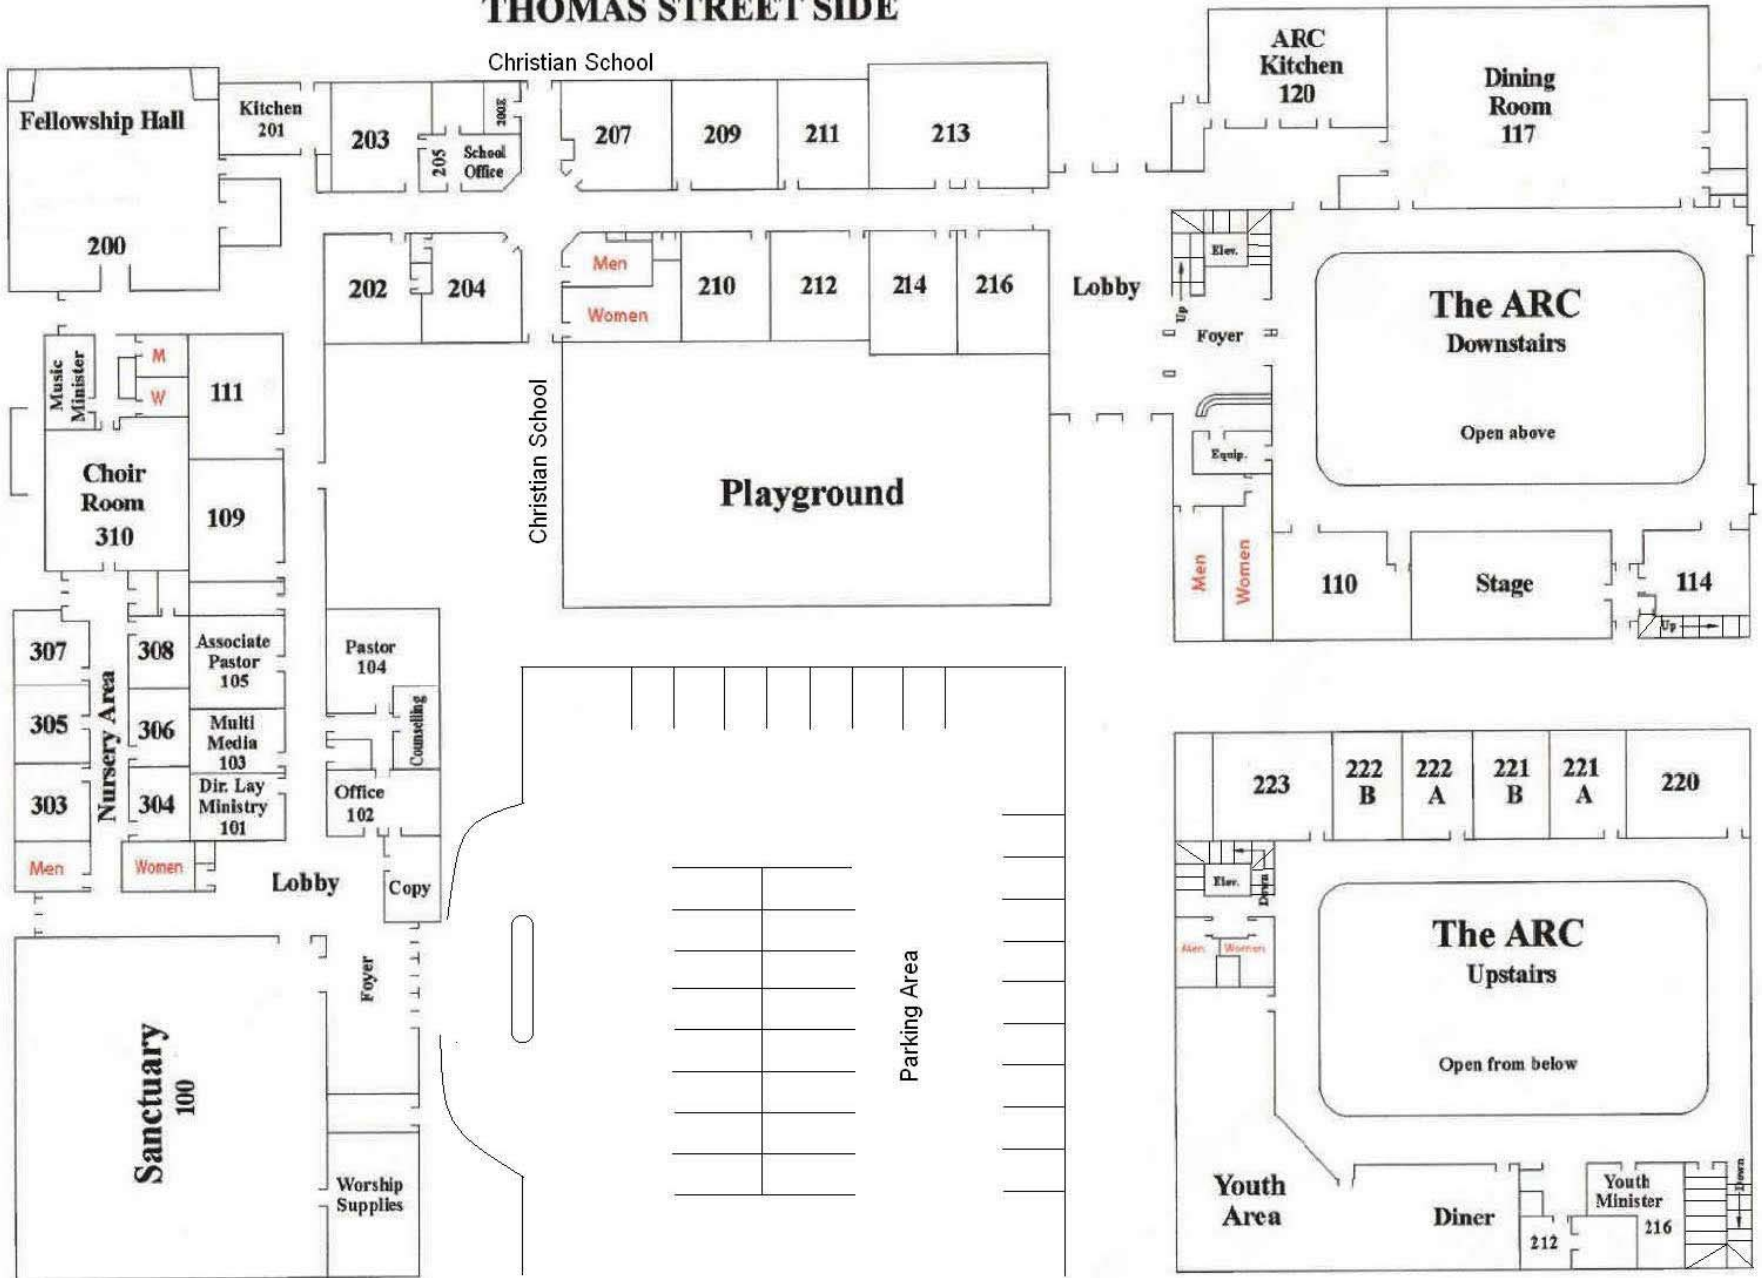 THOMAS STREET SIDE
Christian School
Fellowship Hall
200
Kitchen
201
203
205
School
Office
207
209
211
213
ARC
Kitchen
120
Dining
Room
117
202
204
Men
Women
210
212
214
216
Lobby
Elev.
Up
Foyer
The ARC
Downstairs
Open above
Equip.
Men
Women
110
Stage
114
Up
Music
Minister
M
W
111
Choir
Room
310
109
Christian School
Playground
307
305
303
Nursery Area
308
306
304
Associate
Pastor
105
Multi
Media
103
Dir. Lay
Ministry
101
Pastor
104
Counselling
Office
102
Men
Women
Lobby
Copy
Foyer
Sanctuary
100
Worship
Supplies
Parking Area
223
222
B
222
A
221
B
221
A
220
Elev.
Down
Men
Women
The ARC
Upstairs
Open from below
Youth
Area
Diner
212
Youth
Minister
216
Down